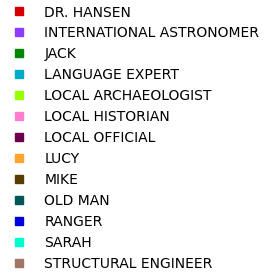 DR. HANSEN
INTERNATIONAL ASTRONOMER
JACK
LANGUAGE EXPERT
LOCAL ARCHAEOLOGIST
LOCAL HISTORIAN
LOCAL OFFICIAL
LUCY
MIKE
OLD MAN
RANGER
SARAH
STRUCTURAL ENGINEER